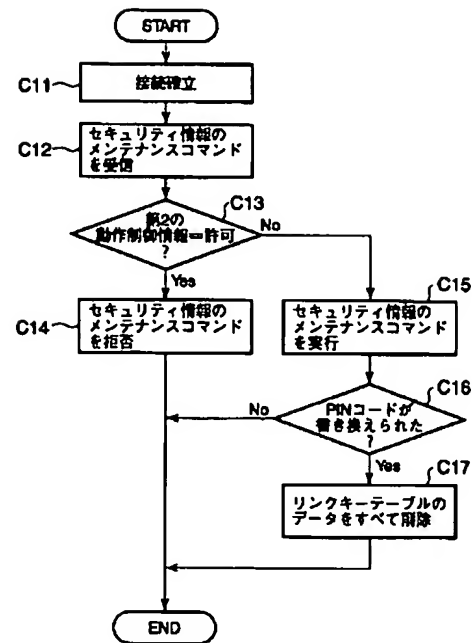 START
C11
接続確立
C12
セキュリティ情報の
メンテナンスコマンド
を受信
C13
第2の
動作制御情報=許可
?
No
Yes
C14
セキュリティ情報の
メンテナンスコマンド
を拒否
C15
セキュリティ情報の
メンテナンスコマンド
を実行
C16
PINコードが
書き換えられた
?
No
Yes
C17
リンクキーテーブルの
データをすべて削除
END